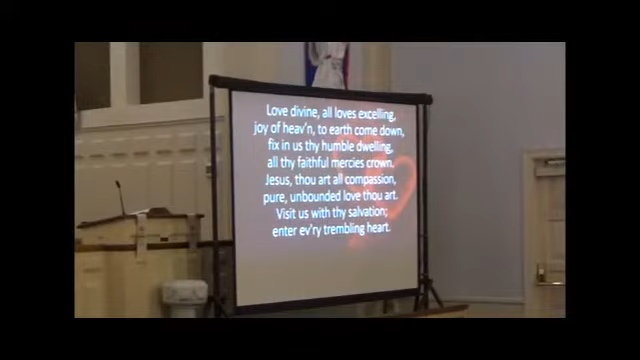 Love divine, all loves excelling,
joy of heav'n, to earth come down,
fix in us thy humble dwelling,
all thy faithful mercies crown.
Jesus, thou art all compassion,
pure, unbounded love thou art.
Visit us with thy salvation;
enter ev'ry trembling heart.